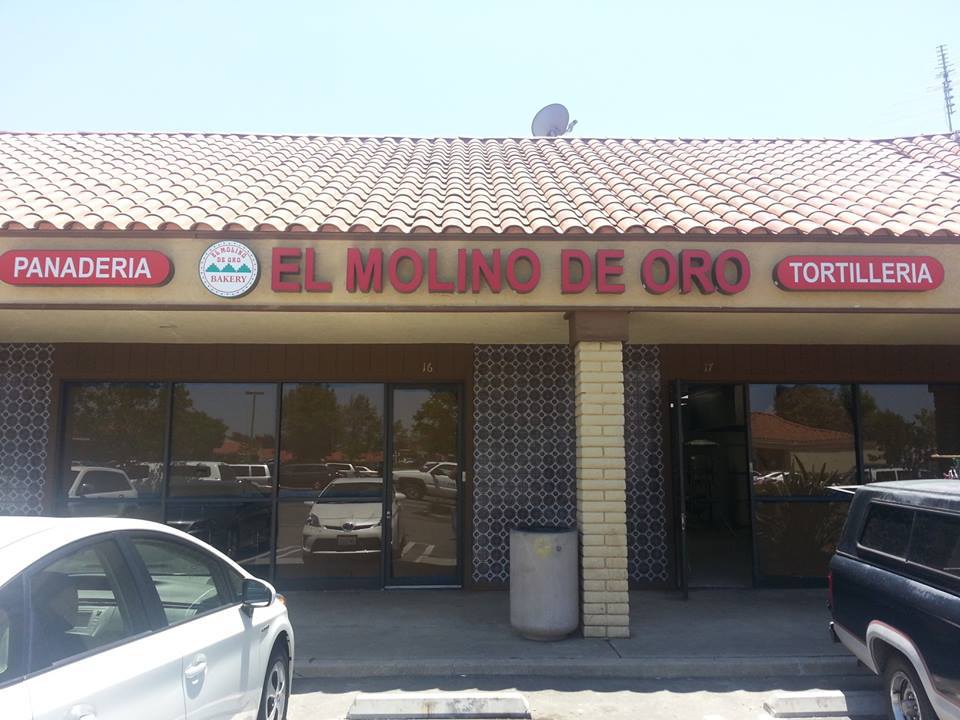 PANADERIA
EL MOLINO
DE ORO
BAKERY
EL MOLINO DE ORO
TORTILLERIA
16
17